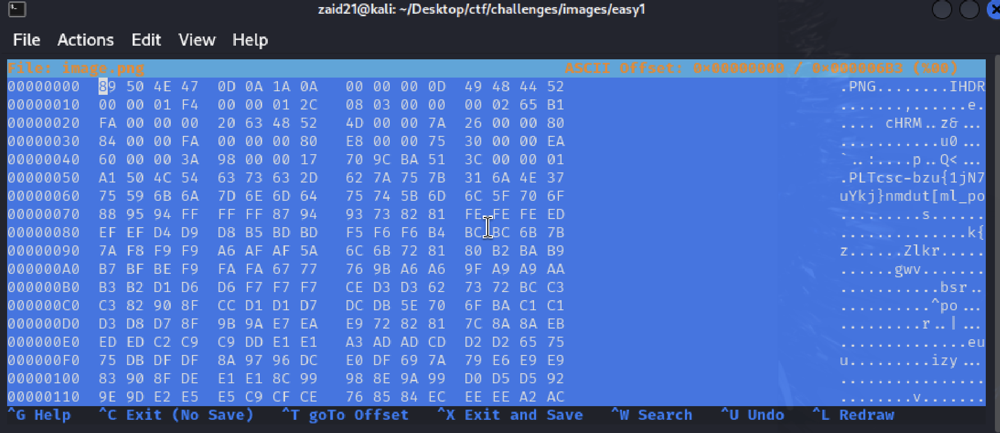 zaid21@kali: ~/Desktop/ctf/challenges/images/easy1
File Actions Edit View Help
File: image.png ASCII Offset: 0×00000000 / 0×000006B3 (%00)
00000000 89 50 4E 47 0D 0A 1A 0A 00 00 00 0D 49 48 44 52 .PNG........IHDR
00000010 00 00 01 F4 00 00 01 2C 08 03 00 00 00 02 65 B1 .......,......e.
00000020 FA 00 00 00 20 63 48 52 4D 00 00 7A 26 00 00 80 .... cHRM..z&...
00000030 84 00 00 FA 00 00 00 80 E8 00 00 75 30 00 00 EA ...........u0...
00000040 60 00 00 3A 98 00 00 17 70 9C BA 51 3C 00 00 01 `..:....p..Q<...
00000050 A1 50 4C 54 63 73 63 2D 62 7A 75 7B 31 6A 4E 37 .PLTcsc-bzu{1jN7
00000060 75 59 6B 6A 7D 6E 6D 64 75 74 5B 6D 6C 5F 70 6F uYkj}nmdut[ml_po
00000070 88 95 94 FF FF FF 87 94 93 73 82 81 FE FE FE ED .........s......
00000080 EF EF D4 D9 D8 B5 BD BD F5 F6 F6 B4 BC BC 6B 7B ..............k{
00000090 7A F8 F9 F9 A6 AF AF 5A 6C 6B 72 81 80 B2 BA B9 z......Zlkr.....
000000A0 B7 BF BE F9 FA FA 67 77 76 9B A6 A6 9F A9 A9 AA ......gwv.......
000000B0 B3 B2 D1 D6 D6 F7 F7 F7 CE D3 D3 62 73 72 BC C3 ...........bsr..
000000C0 C3 82 90 8F CC D1 D1 D7 DC DB 5E 70 6F BA C1 C1 ..........^po...
000000D0 D3 D8 D7 8F 9B 9A E7 EA E9 72 82 81 7C 8A 8A EB .........r..|...
000000E0 ED ED C2 C9 C9 DD E1 E1 A3 AD AD CD D2 D2 65 75 ..............eu
000000F0 75 DB DF DF 8A 97 96 DC E0 DF 69 7A 79 E6 E9 E9 u.........izy...
00000100 83 90 8F DE E1 E1 8C 99 98 8E 9A 99 D0 D5 D5 92 ................
00000110 9E 9D E2 E5 E5 C9 CF CE 76 85 84 EC EE EE A2 AC ........v.......
^G Help ^C Exit (No Save) ^T goTo Offset ^X Exit and Save ^W Search ^U Undo ^L Redraw